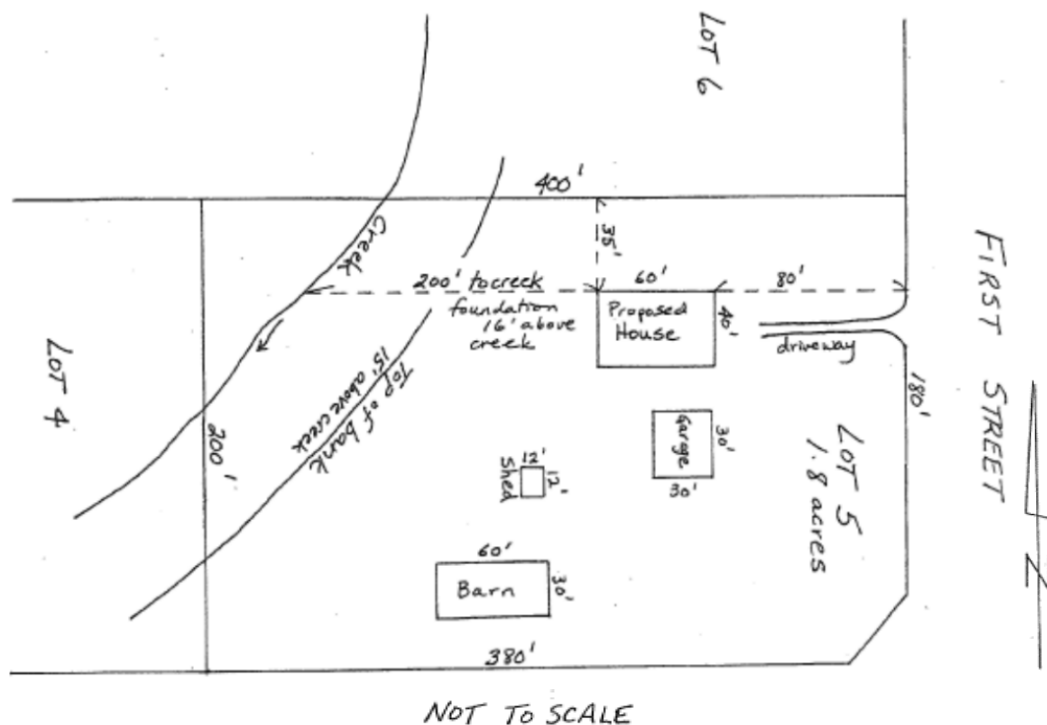 LOT 6
400'
Creek
35'
FIRST STREET
200' to creek
60'
80'
foundation
16' above
creek
Proposed
House
40'
driveway
LOT 4
Top of bank
15' above creek
180'
200'
Garage
30'
30'
LOT 5
1.8 acres
12'
Shed
12'
60'
Barn
30'
N
380'
NOT TO SCALE